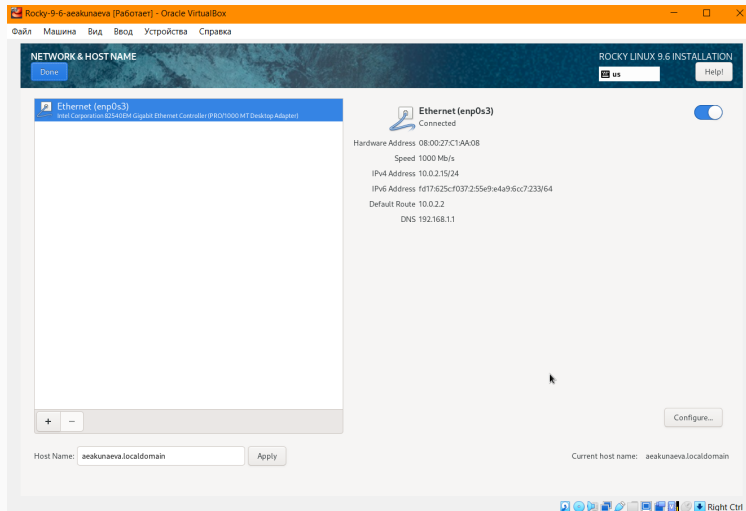 Rocky-9-6-aeakunaeva [Работает] - Oracle VirtualBox
Файл Машина Вид Ввод Устройства Справка
NETWORK & HOST NAME
ROCKY LINUX 9.6 INSTALLATION
Done
us
Help!
Ethernet (enp0s3)
Intel Corporation 82540EM Gigabit Ethernet Controller (PRO/1000 MT Desktop Adapter)
Ethernet (enp0s3)
Connected
Hardware Address 08:00:27:C1:AA:08
Speed 1000 Mb/s
IPv4 Address 10.0.2.15/24
IPv6 Address fd17:625c:f037:2:55e9:e4a9:6cc7:233/64
Default Route 10.0.2.2
DNS 192.168.1.1
+ −
Configure...
Host Name: aeakunaeva.localdomain Apply
Current host name: aeakunaeva.localdomain
Right Ctrl